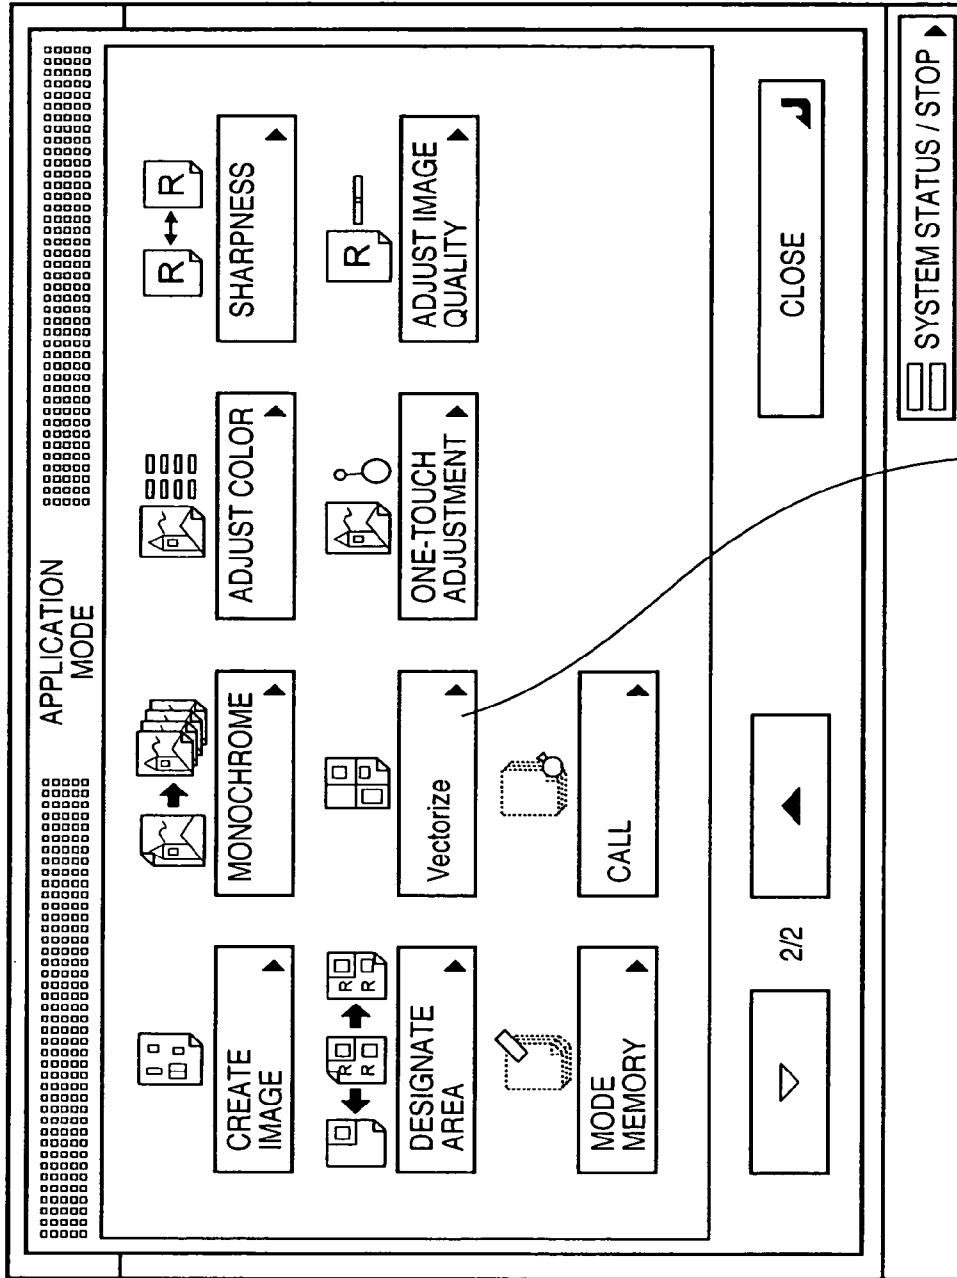 APPLICATION
MODE
R
R
CREATE
IMAGE
MONOCHROME
ADJUST COLOR
SHARPNESS
R
R
R
R
R
DESIGNATE
AREA
Vectorize
ONE-TOUCH
ADJUSTMENT
ADJUST IMAGE
QUALITY
MODE
MEMORY
CALL
2/2
CLOSE
SYSTEM STATUS / STOP